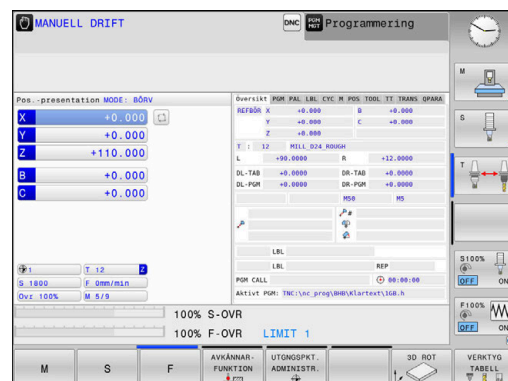 MANUELL DRIFT
DNC PGM MGT Programmering
Pos.-presentation MODE: BÖRV
X +0.000
Y +0.000
Z +110.000
B +0.000
C +0.000
1 T 12 Z
S 1800 F 0mm/min
Ovr 100% M 5/9
Översikt PGM PAL LBL CYC M POS TOOL TT TRANS QPARA
REFBÖR X +0.000 B +0.000
Y +0.000 C +0.000
Z +0.000
T : 12 MILL_D24_ROUGH
L +90.0000 R +12.0000
DL-TAB +0.0000 DR-TAB +0.0000
DL-PGM +0.0000 DR-PGM +0.0000
M50 M5
P#
LBL
LBL REP
PGM CALL 00:00:00
Aktivt PGM: TNC:\nc_prog\BHB\Klartext\1GB.h
100% S-OVR
100% F-OVR LIMIT 1
M
S
T
S100%
OFF ON
F100% W
OFF ON
M
S
F
AVKÄNNAR-
FUNKTION
UTGNGSPKT.
ADMINISTR.
3D ROT
VERKTYG
TABELL